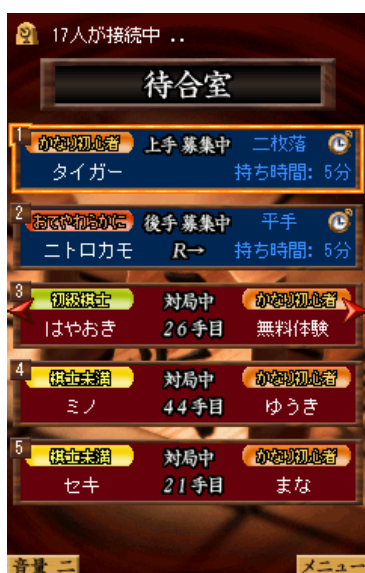 17人が接続中 ..
待合室
1
かなり初心者 上手 募集中 二枚落
タイガー 持ち時間: 5分
2
おてやわらかに 後手 募集中 平手
ニトロカモ R→ 持ち時間: 5分
3
初級棋士 対局中 かなり初心者
はやおき 26手目 無料体験
4
棋士未満 対局中 かなり初心者
ミノ 44手目 ゆうき
5
棋士未満 対局中 かなり初心者
セキ 21手目 まな
音量 二 メニュー